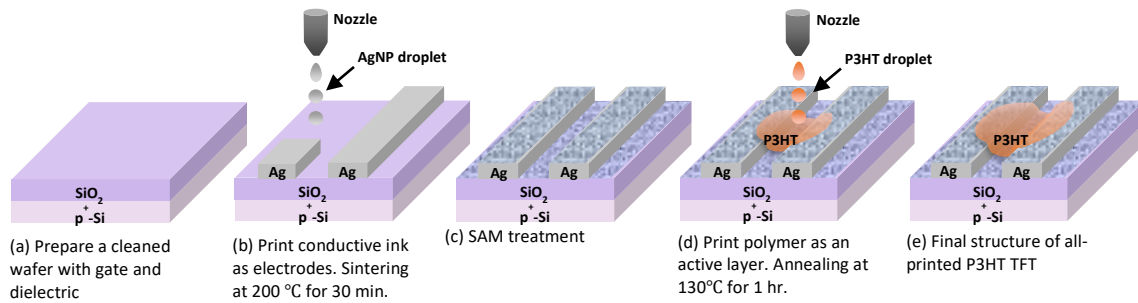 Nozzle
AgNP droplet
Nozzle
P3HT droplet
P3HT
P3HT
Ag
Ag
Ag
Ag
Ag
Ag
Ag
Ag
SiO2
SiO2
SiO2
SiO2
SiO2
p+-Si
p+-Si
p+-Si
p+-Si
p+-Si
(a) Prepare a cleaned
wafer with gate and
dielectric
(b) Print conductive ink
as electrodes. Sintering
at 200 ℃ for 30 min.
(c) SAM treatment
(d) Print polymer as an
active layer. Annealing at
130℃ for 1 hr.
(e) Final structure of all-
printed P3HT TFT